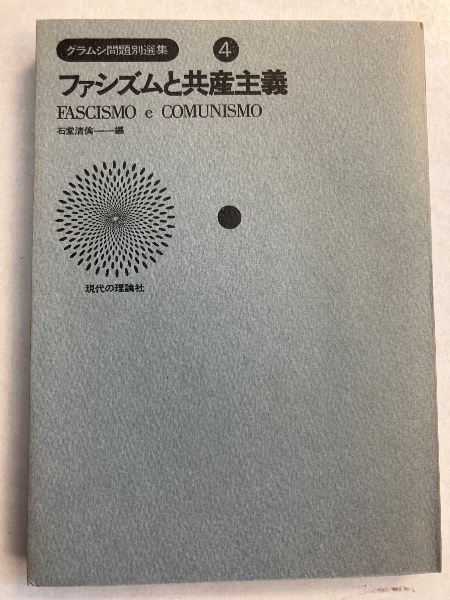 グラムシ問題別選集 4
ファシズムと共産主義
FASCISMO e COMUNISMO
石堂清倫——編
現代の理論社